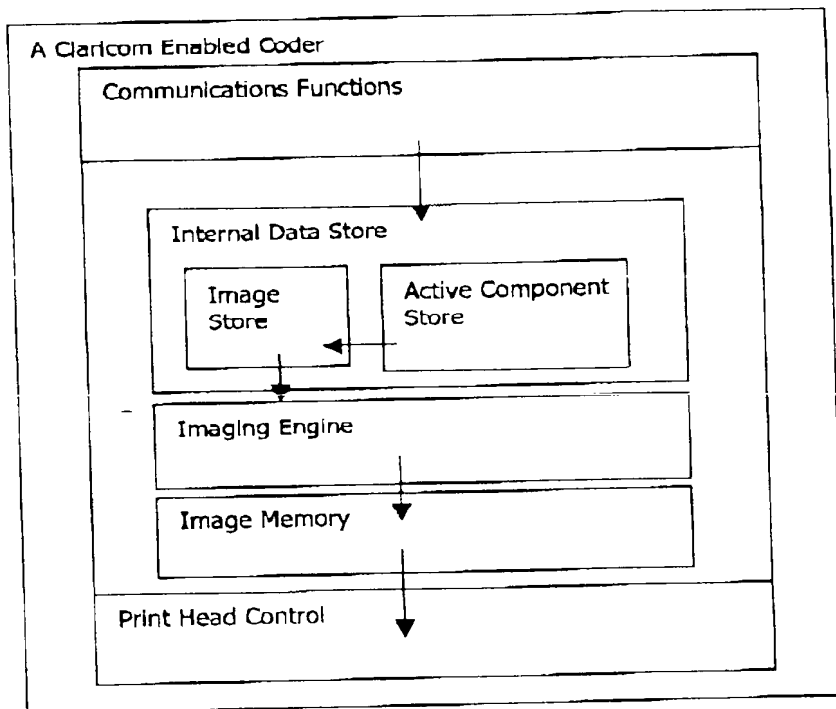 A Claricom Enabled Coder
Communications Functions
Internal Data Store
Image
Store
Active Component
Store
Imaging Engine
Image Memory
Print Head Control